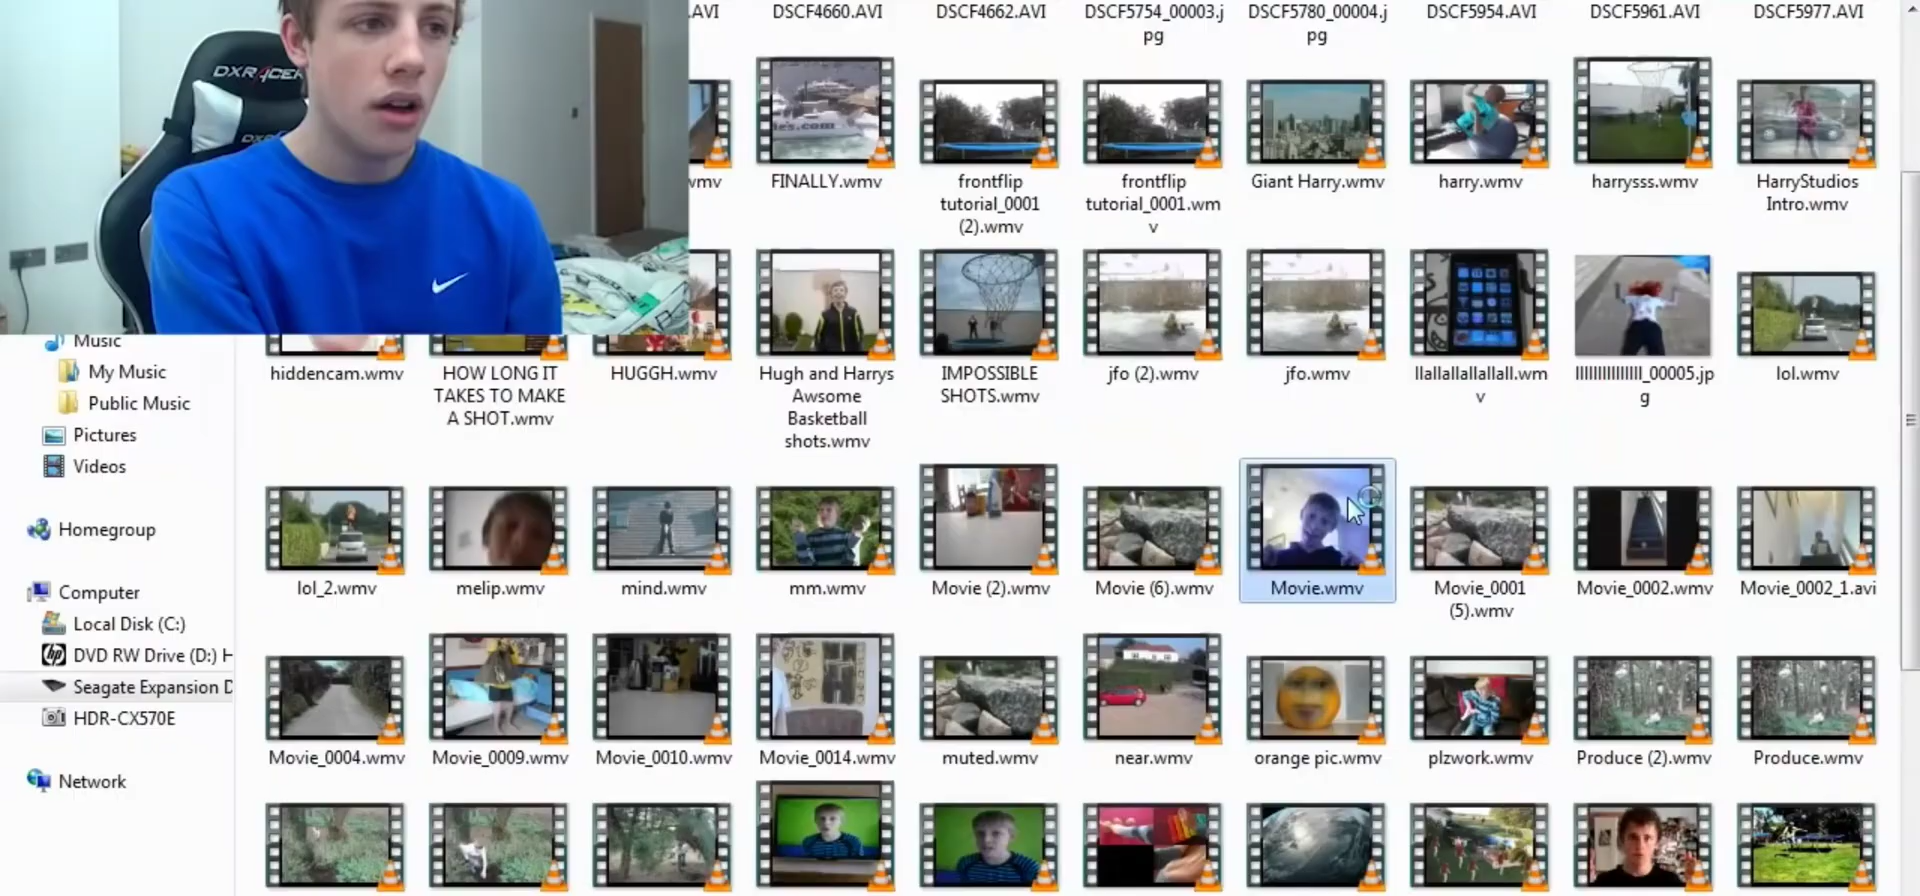 .AVI
DSCF4660.AVI
DSCF4662.AVI
DSCF5754_00003.j
pg
DSCF5780_00004.j
pg
DSCF5954.AVI
DSCF5961.AVI
DSCF5977.AVI
DXRACER
wmv
FINALLY.wmv
frontflip
tutorial_0001
(2).wmv
frontflip
tutorial_0001.wm
v
Giant Harry.wmv
harry.wmv
harrysss.wmv
HarryStudios
Intro.wmv
hiddencam.wmv
HOW LONG IT
TAKES TO MAKE
A SHOT.wmv
HUGGH.wmv
Hugh and Harrys
Awsome
Basketball
shots.wmv
IMPOSSIBLE
SHOTS.wmv
jfo (2).wmv
jfo.wmv
llallallallallall.wm
v
lol.wmv
Music
My Music
Public Music
Pictures
Videos
Homegroup
Computer
Local Disk (C:)
DVD RW Drive (D:) H
Seagate Expansion D
HDR-CX570E
Network
lol_2.wmv
melip.wmv
mind.wmv
mm.wmv
Movie (2).wmv
Movie (6).wmv
Movie.wmv
Movie_0001
(5).wmv
Movie_0002.wmv
Movie_0002_1.avi
Movie_0004.wmv
Movie_0009.wmv
Movie_0010.wmv
Movie_0014.wmv
muted.wmv
near.wmv
orange pic.wmv
plzwork.wmv
Produce (2).wmv
Produce.wmv